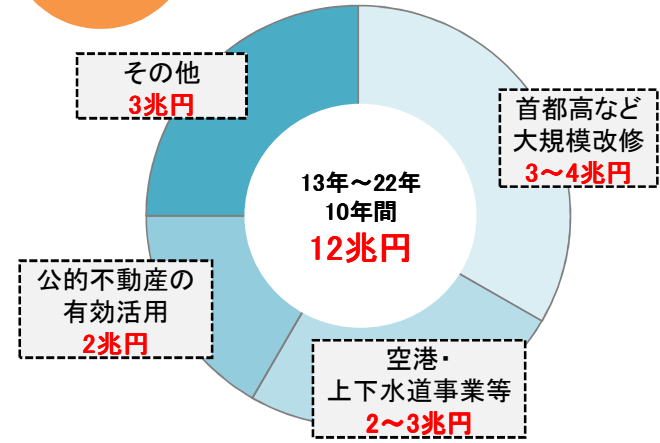 その他
3兆円
首都高など
大規模改修
3～4兆円
13年～22年
10年間
12兆円
公的不動産の
有効活用
2兆円
空港・
上下水道事業等
2～3兆円